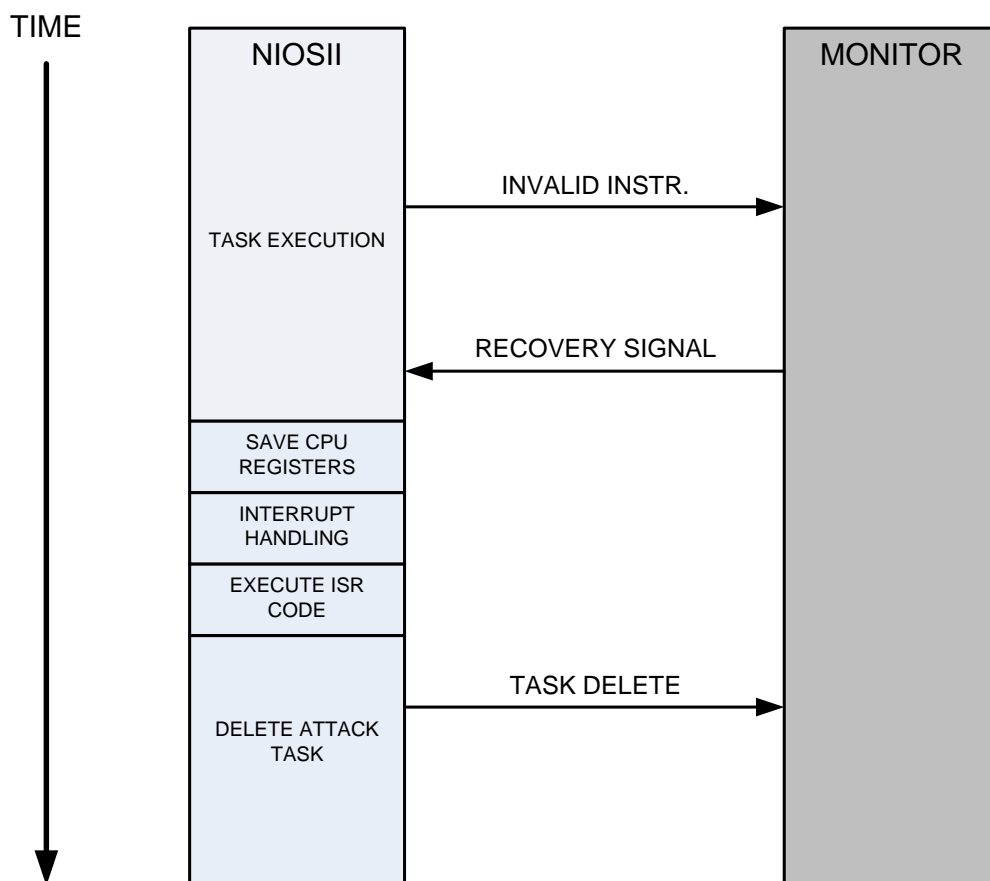 TIME
NIOSII
MONITOR
INVALID INSTR.
TASK EXECUTION
RECOVERY SIGNAL
SAVE CPU
REGISTERS
INTERRUPT
HANDLING
EXECUTE ISR
CODE
TASK DELETE
DELETE ATTACK
TASK